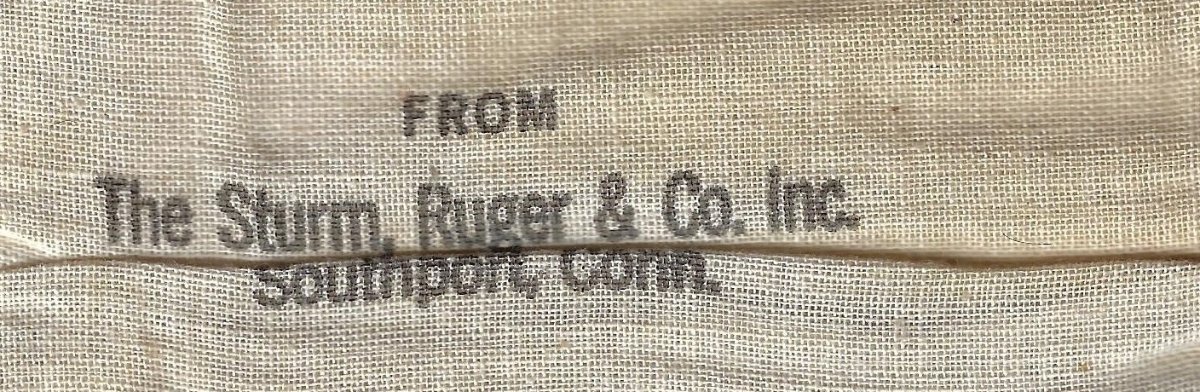 FROM
The Sturm, Ruger & Co. Inc.
Southport, Conn.